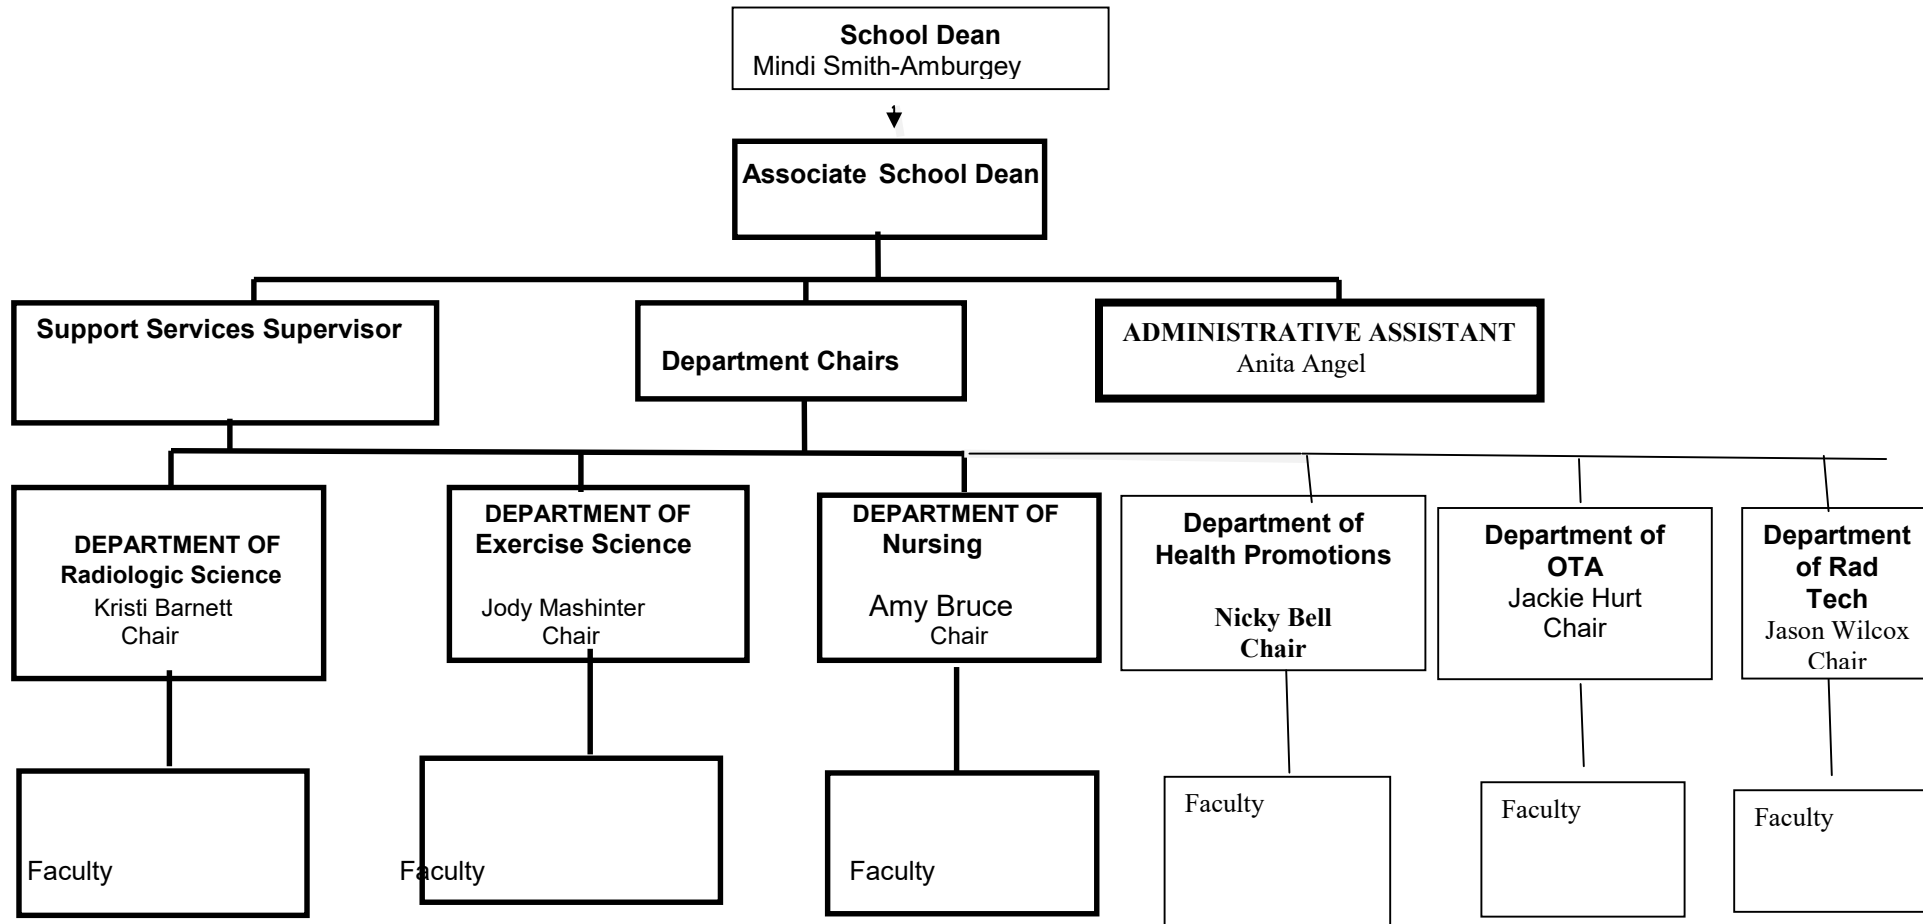 School Dean
Mindi Smith-Amburgey
Associate School Dean
Support Services Supervisor
Department Chairs
ADMINISTRATIVE ASSISTANT
Anita Angel
DEPARTMENT OF
Radiologic Science
Kristi Barnett
Chair
DEPARTMENT OF
Exercise Science
Jody Mashinter
Chair
DEPARTMENT OF
Nursing
Amy Bruce
Chair
Department of
Health Promotions
Nicky Bell
Chair
Department of
OTA
Jackie Hurt
Chair
Department
of Rad
Tech
Jason Wilcox
Chair
Faculty
Faculty
Faculty
Faculty
Faculty
Faculty